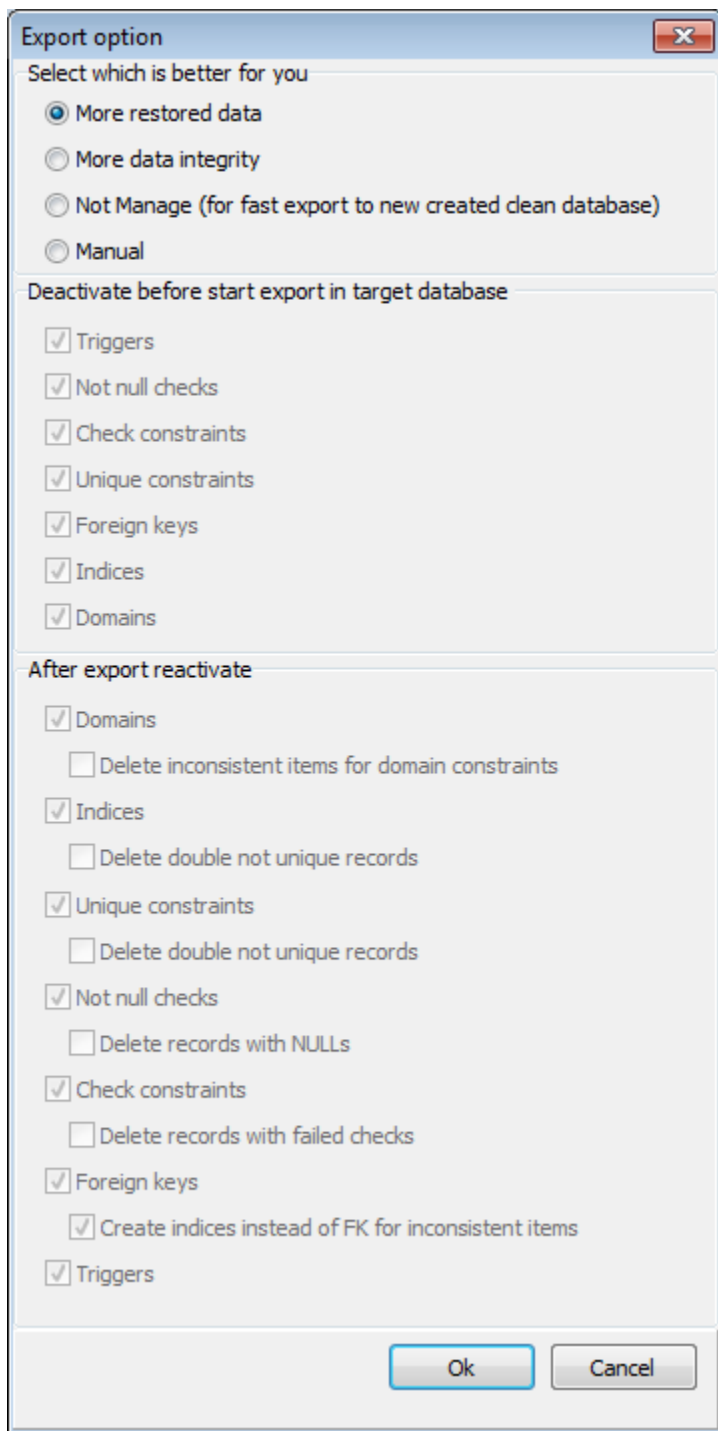 Export option
Select which is better for you
More restored data
More data integrity
Not Manage (for fast export to new created clean database)
Manual
Deactivate before start export in target database
Triggers
Not null checks
Check constraints
Unique constraints
Foreign keys
Indices
Domains
After export reactivate
Domains
Delete inconsistent items for domain constraints
Indices
Delete double not unique records
Unique constraints
Delete double not unique records
Not null checks
Delete records with NULLs
Check constraints
Delete records with failed checks
Foreign keys
Create indices instead of FK for inconsistent items
Triggers
Ok Cancel